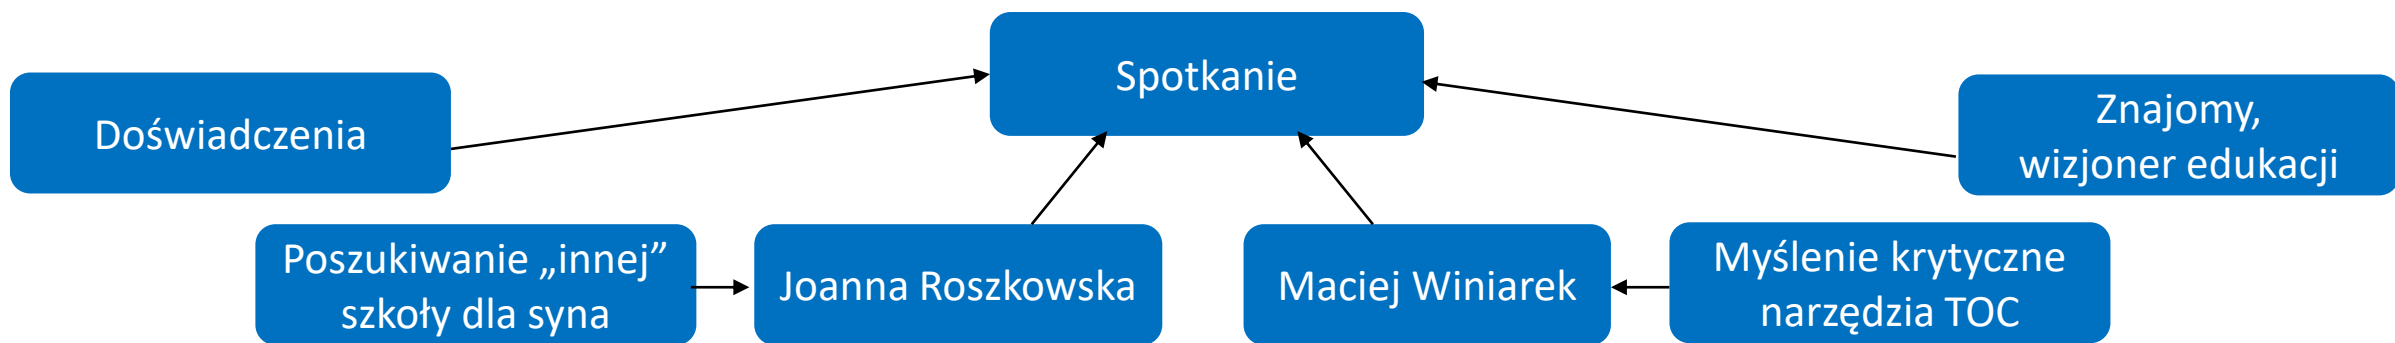 Spotkanie
Doświadczenia
Znajomy,
wizjoner edukacji
Poszukiwanie „innej”
szkoły dla syna
Joanna Roszkowska
Maciej Winiarek
Myślenie krytyczne
narzędzia TOC